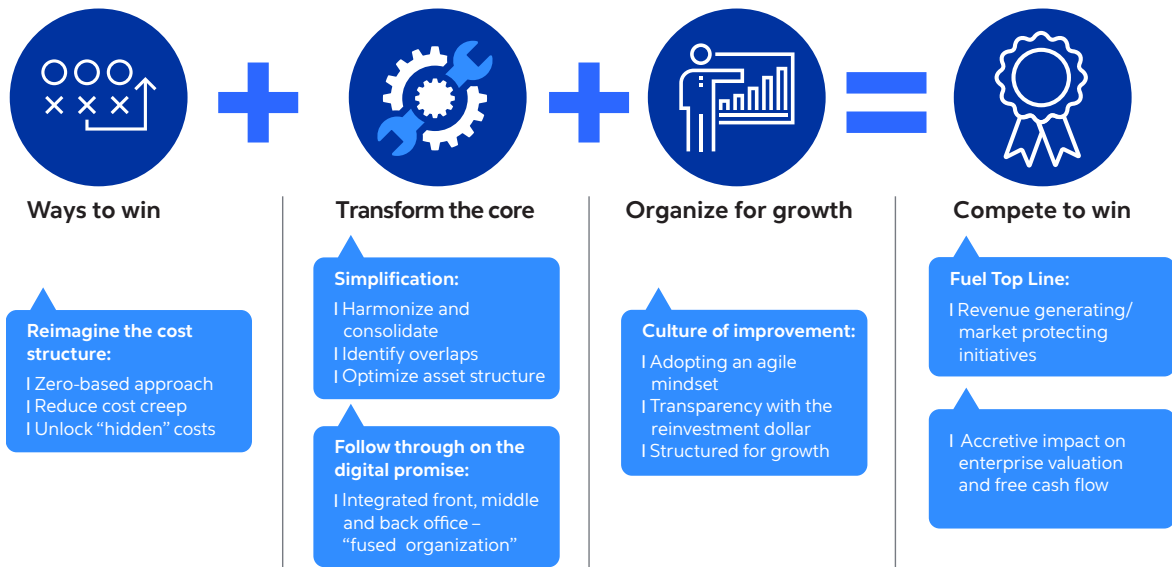 Ways to win
Reimagine the cost
structure:
| Zero-based approach
| Reduce cost creep
| Unlock “hidden” costs
Transform the core
Simplification:
| Harmonize and
consolidate
| Identify overlaps
| Optimize asset structure
Follow through on the
digital promise:
| Integrated front, middle
and back office –
“fused organization”
Organize for growth
Culture of improvement:
| Adopting an agile
mindset
| Transparency with the
reinvestment dollar
| Structured for growth
Compete to win
Fuel Top Line:
| Revenue generating/
market protecting
initiatives
| Accretive impact on
enterprise valuation
and free cash flow